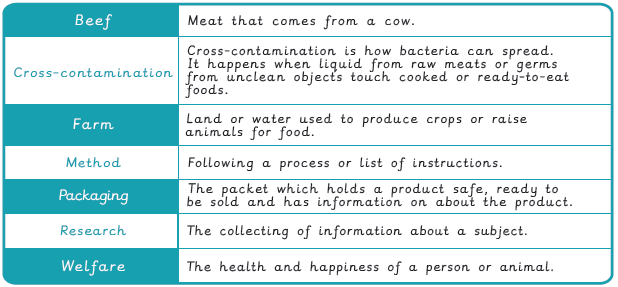 Beef
Meat that comes from a cow.
Cross-contamination
Cross-contamination is how bacteria can spread.
It happens when liquid from raw meats or germs
from unclean objects touch cooked or ready-to-eat
foods.
Farm
Land or water used to produce crops or raise
animals for food.
Method
Following a process or list of instructions.
Packaging
The packet which holds a product safe, ready to
be sold and has information on about the product.
Research
The collecting of information about a subject.
Welfare
The health and happiness of a person or animal.